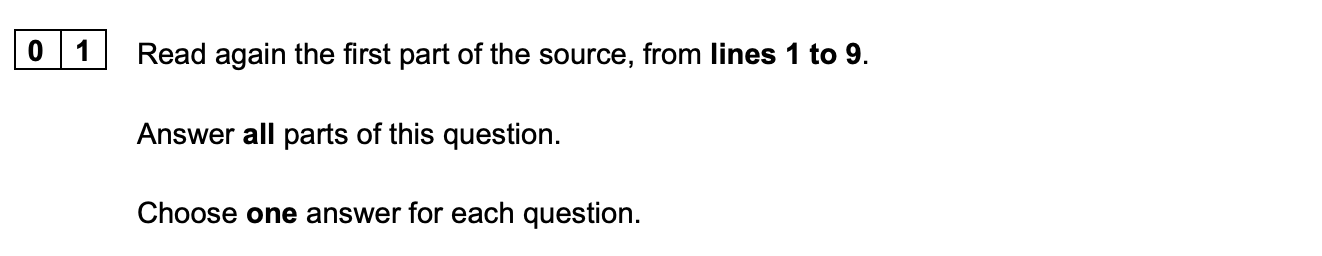 0 1 Read again the first part of the source, from lines 1 to 9.
Answer all parts of this question.
Choose one answer for each question.